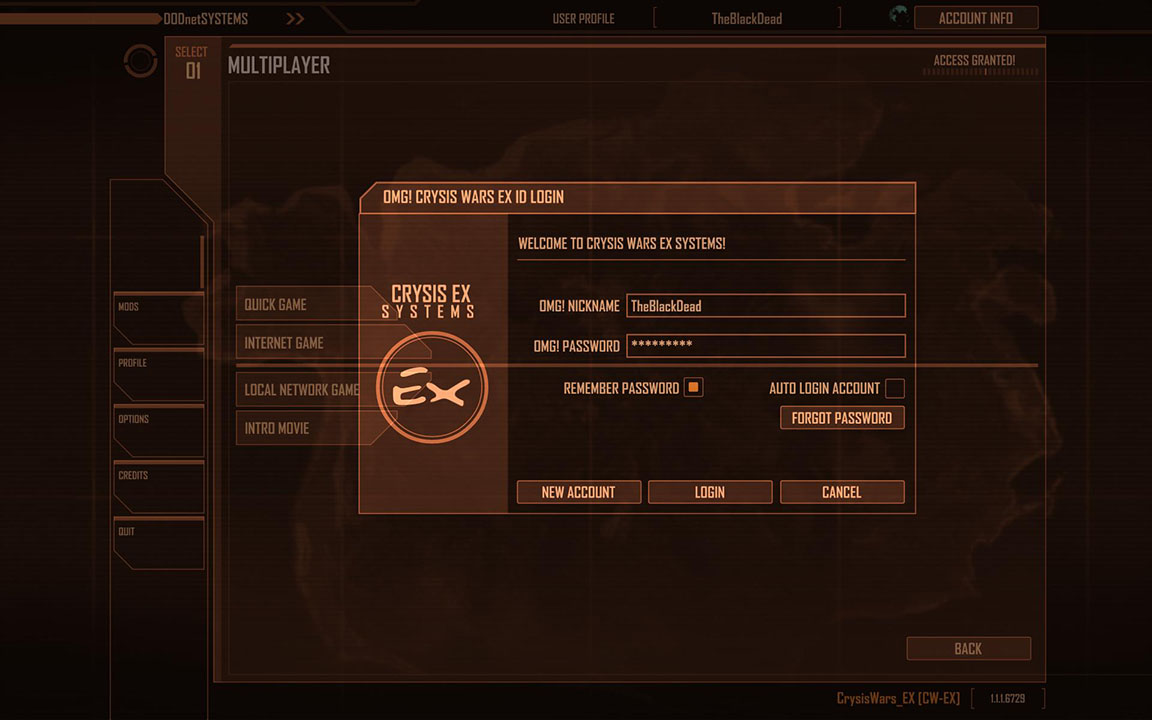 DODnetSYSTEMS
USER PROFILE
TheBlackDead
ACCOUNT INFO
SELECT
01
MULTIPLAYER
ACCESS GRANTED!
OMG! CRYSIS WARS EX ID LOGIN
WELCOME TO CRYSIS WARS EX SYSTEMS!
CRYSIS EX
SYSTEMS
EX
OMG! NICKNAME TheBlackDead
OMG! PASSWORD *********
REMEMBER PASSWORD
AUTO LOGIN ACCOUNT
FORGOT PASSWORD
NEW ACCOUNT
LOGIN
CANCEL
QUICK GAME
INTERNET GAME
LOCAL NETWORK GAME
INTRO MOVIE
MODS
PROFILE
OPTIONS
CREDITS
QUIT
BACK
CrysisWars_EX [CW-EX]
1.1.1.6729